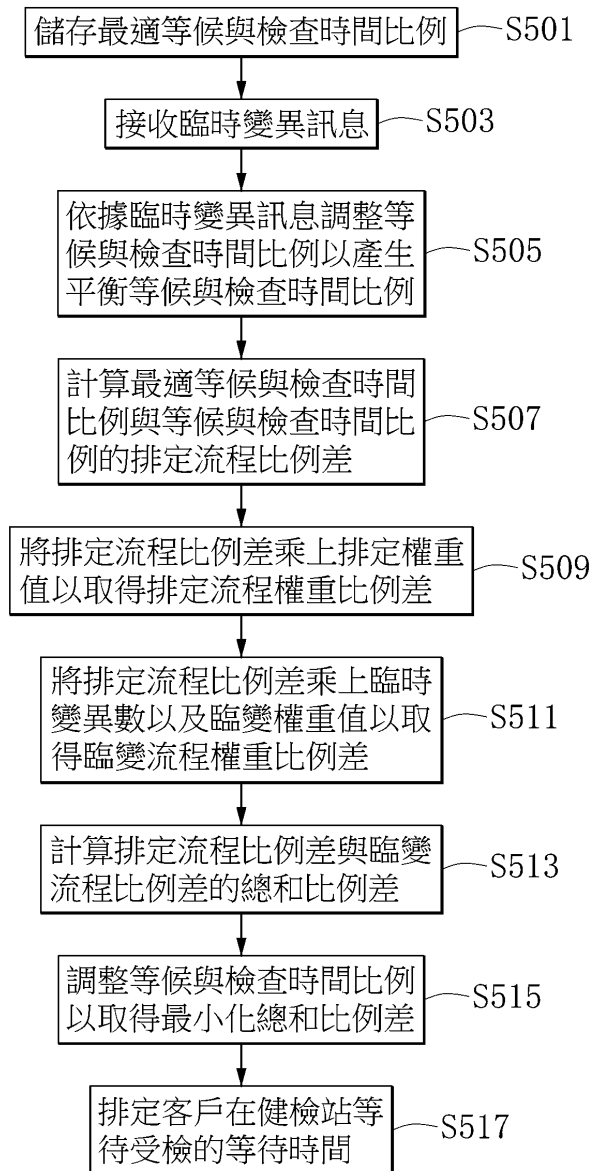 儲存最適等候與檢查時間比例
S501
接收臨時變異訊息
S503
依據臨時變異訊息調整等
候與檢查時間比例以產生
平衡等候與檢查時間比例
S505
計算最適等候與檢查時間
比例與等候與檢查時間比
例的排定流程比例差
S507
將排定流程比例差乘上排定權重
值以取得排定流程權重比例差
S509
將排定流程比例差乘上臨時
變異數以及臨變權重值以取
得臨變流程權重比例差
S511
計算排定流程比例差與臨變
流程比例差的總和比例差
S513
調整等候與檢查時間比例
以取得最小化總和比例差
S515
排定客戶在健檢站等
待受檢的等待時間
S517